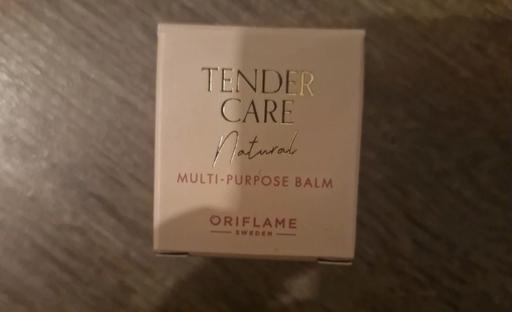 TENDER
CARE
Natural
MULTI-PURPOSE BALM
ORIFLAME
SWEDEN